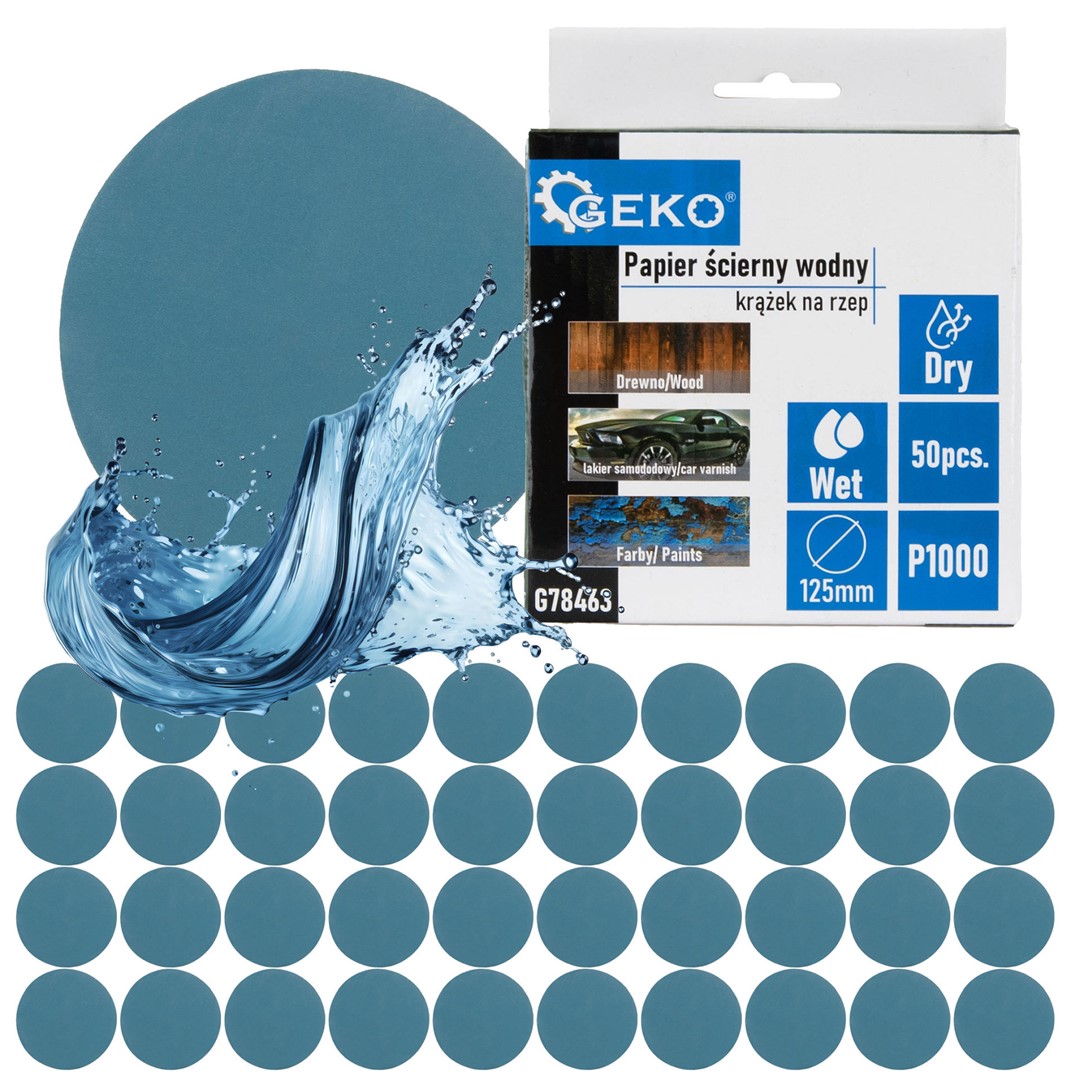 GEKO®
Papier ścierny wodny
krążek na rzep
Drewno/Wood
lakier samododowy/car varnish
Farby/ Paints
G78463
Dry
Wet
50pcs.
125mm
P1000